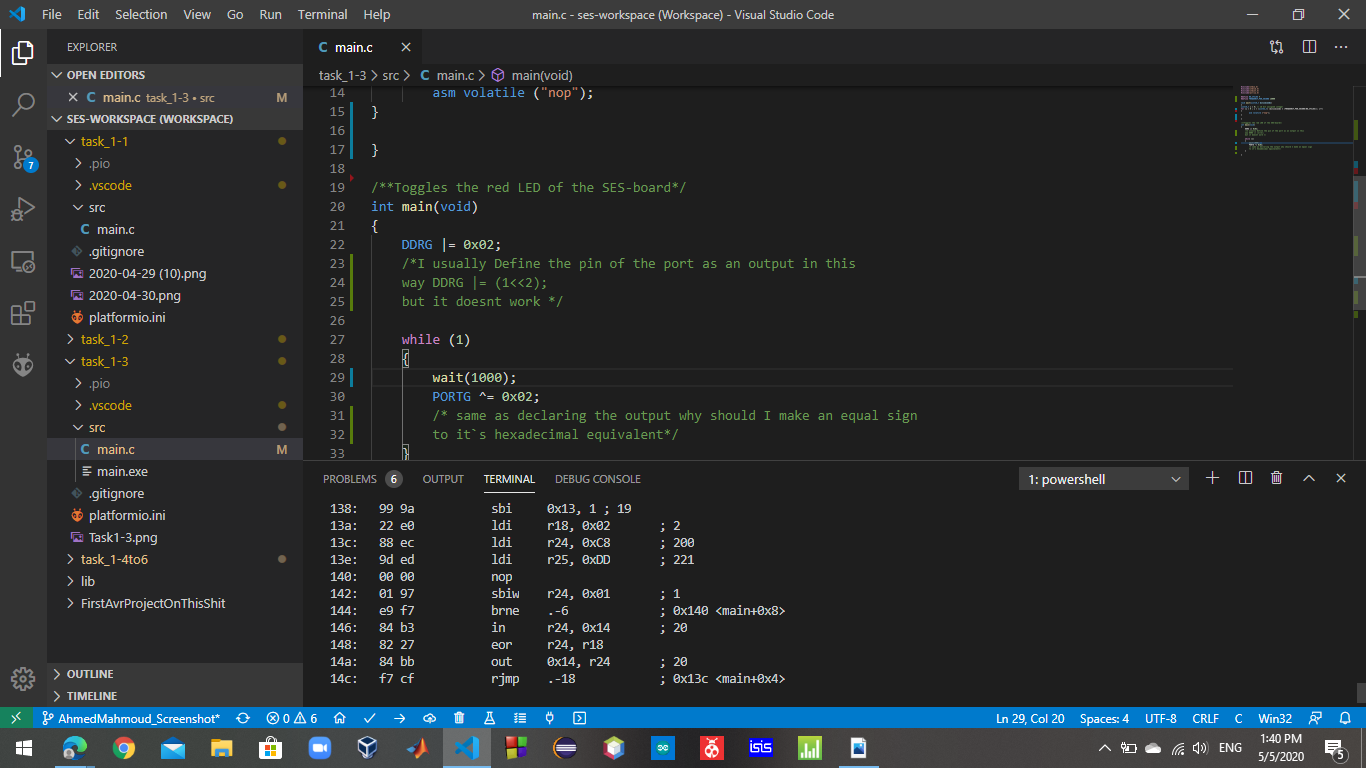 File Edit Selection View Go Run Terminal Help
main.c - ses-workspace (Workspace) - Visual Studio Code
EXPLORER
OPEN EDITORS
main.c task_1-3 • src M
SES-WORKSPACE (WORKSPACE)
task_1-1
.pio
.vscode
src
main.c
.gitignore
2020-04-29 (10).png
2020-04-30.png
platformio.ini
task_1-2
task_1-3
.pio
.vscode
src
main.c M
main.exe
.gitignore
platformio.ini
Task1-3.png
task_1-4to6
lib
FirstAvrProjectOnThisShit
OUTLINE
TIMELINE
7
main.c
task_1-3 > src > main.c > main(void)
14 asm volatile ("nop");
15 }
16
17 }
18
19 /**Toggles the red LED of the SES-board*/
20 int main(void)
21 {
22 DDRG |= 0x02;
23 /*I usually Define the pin of the port as an output in this
24 way DDRG |= (1<<2);
25 but it doesnt work */
26
27 while (1)
28 {
29 wait(1000);
30 PORTG ^= 0x02;
31 /* same as declaring the output why should I make an equal sign
32 to it`s hexadecimal equivalent*/
33 }
PROBLEMS 6 OUTPUT TERMINAL DEBUG CONSOLE
1: powershell
138: 99 9a sbi 0x13, 1 ; 19
13a: 22 e0 ldi r18, 0x02 ; 2
13c: 88 ec ldi r24, 0xC8 ; 200
13e: 9d ed ldi r25, 0xDD ; 221
140: 00 00 nop
142: 01 97 sbiw r24, 0x01 ; 1
144: e9 f7 brne .-6 ; 0x140 <main+0x8>
146: 84 b3 in r24, 0x14 ; 20
148: 82 27 eor r24, r18
14a: 84 bb out 0x14, r24 ; 20
14c: f7 cf rjmp .-18 ; 0x13c <main+0x4>
AhmedMahmoud_Screenshot* 0 6
Ln 29, Col 20 Spaces: 4 UTF-8 CRLF C Win32
isis
ENG
1:40 PM
5/5/2020
5